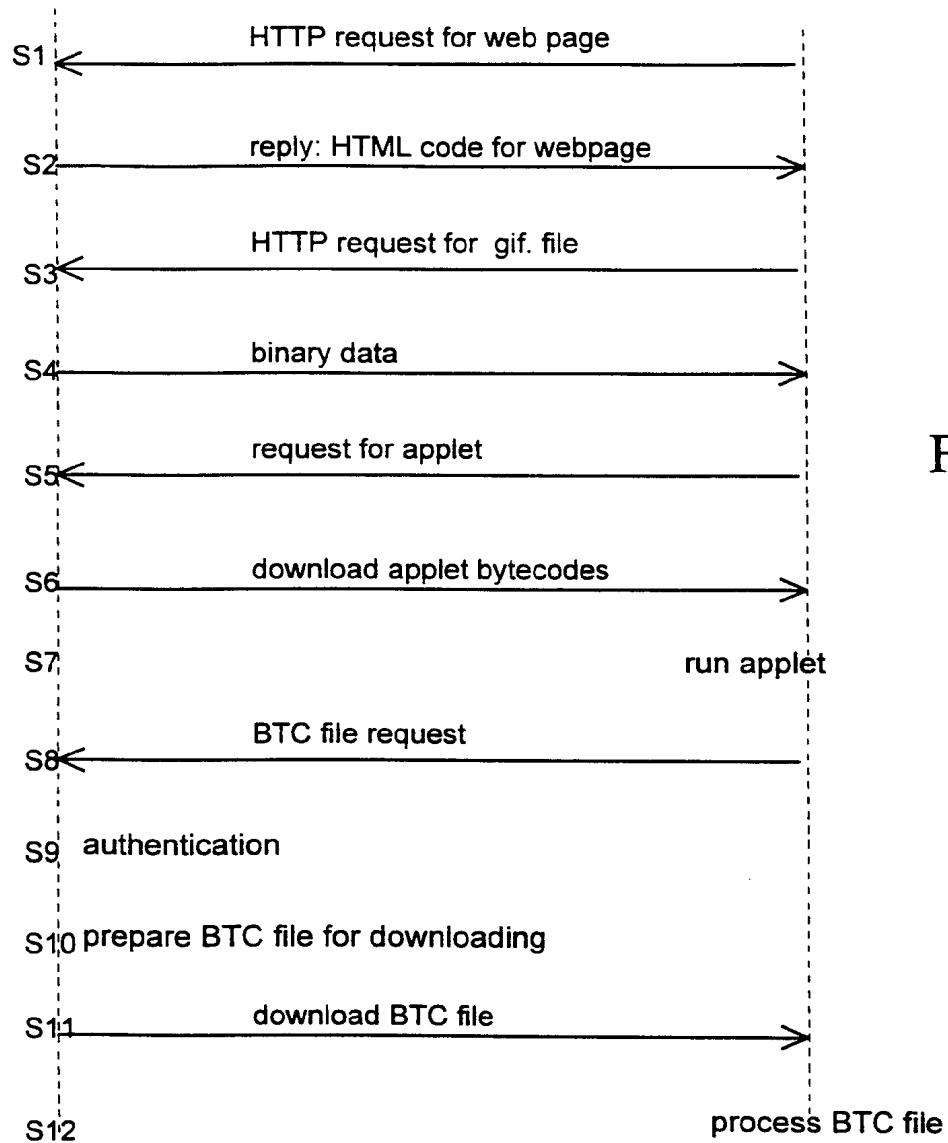 HTTP request for web page
S1
reply: HTML code for webpage
S2
HTTP request for gif. file
S3
binary data
S4
request for applet
S5
F
download applet bytecodes
S6
S7 run applet
BTC file request
S8
S9 authentication
S10 prepare BTC file for downloading
download BTC file
S11
S12 process BTC file